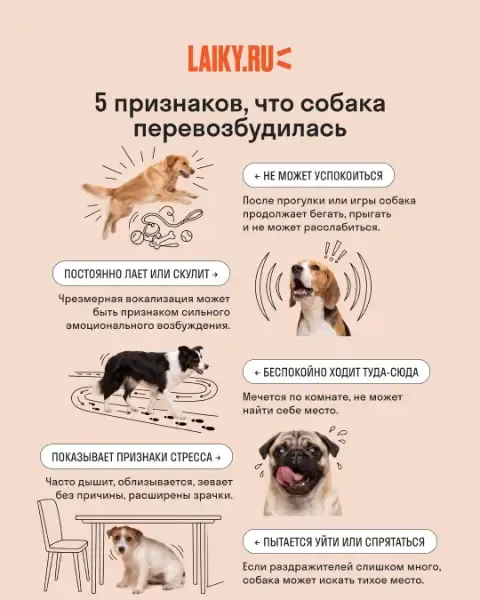 LAIKY.RU
5 признаков, что собака
перевозбудилась
← НЕ МОЖЕТ УСПОКОИТЬСЯ
После прогулки или игры собака
продолжает бегать, прыгать
и не может расслабиться.
ПОСТОЯННО ЛАЕТ ИЛИ СКУЛИТ →
Чрезмерная вокализация может
быть признаком сильного
эмоционального возбуждения.
← БЕСПОКОЙНО ХОДИТ ТУДА-СЮДА
Мечется по комнате, не может
найти себе место.
ПОКАЗЫВАЕТ ПРИЗНАКИ СТРЕССА →
Часто дышит, облизывается, зевает
без причины, расширены зрачки.
← ПЫТАЕТСЯ УЙТИ ИЛИ СПРЯТАТЬСЯ
Если раздражителей слишком много,
собака может искать тихое место.